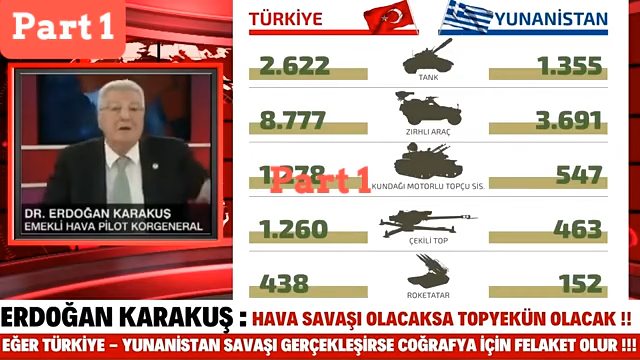 Part 1
TÜRKİYE
YUNANİSTAN
2.622
TANK
1.355
8.777
ZIRHLI ARAÇ
3.691
Part 1
KUNDAĞI MOTORLU TOPÇU SİS.
547
1.260
ÇEKİLİ TOP
463
438
ROKETATAR
152
DR. ERDOĞAN KARAKUŞ
EMEKLİ HAVA PİLOT KORGENERAL
ERDOĞAN KARAKUŞ : HAVA SAVAŞI OLACAKSA TOPYEKÜN OLACAK !!
EĞER TÜRKİYE – YUNANİSTAN SAVAŞI GERÇEKLEŞİRSE COĞRAFYA İÇİN FELAKET OLUR !!!